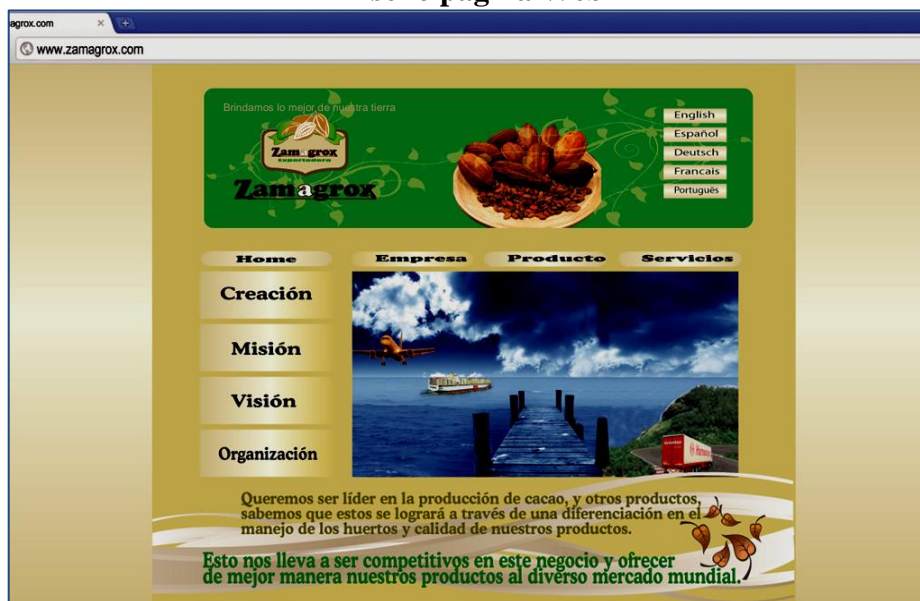 agrox.com
www.zamagrox.com
Brindamos lo mejor de nuestra tierra
Zamagrox
Exportadora
Zamagrox
English
Español
Deutsch
Francais
Português
Home
Empresa
Producto
Servicios
Creación
Misión
Visión
Organización
Queremos ser líder en la producción de cacao, y otros productos,
sabemos que estos se logrará a través de una diferenciación en el
manejo de los huertos y calidad de nuestros productos.
Esto nos lleva a ser competitivos en este negocio y ofrecer
de mejor manera nuestros productos al diverso mercado mundial.